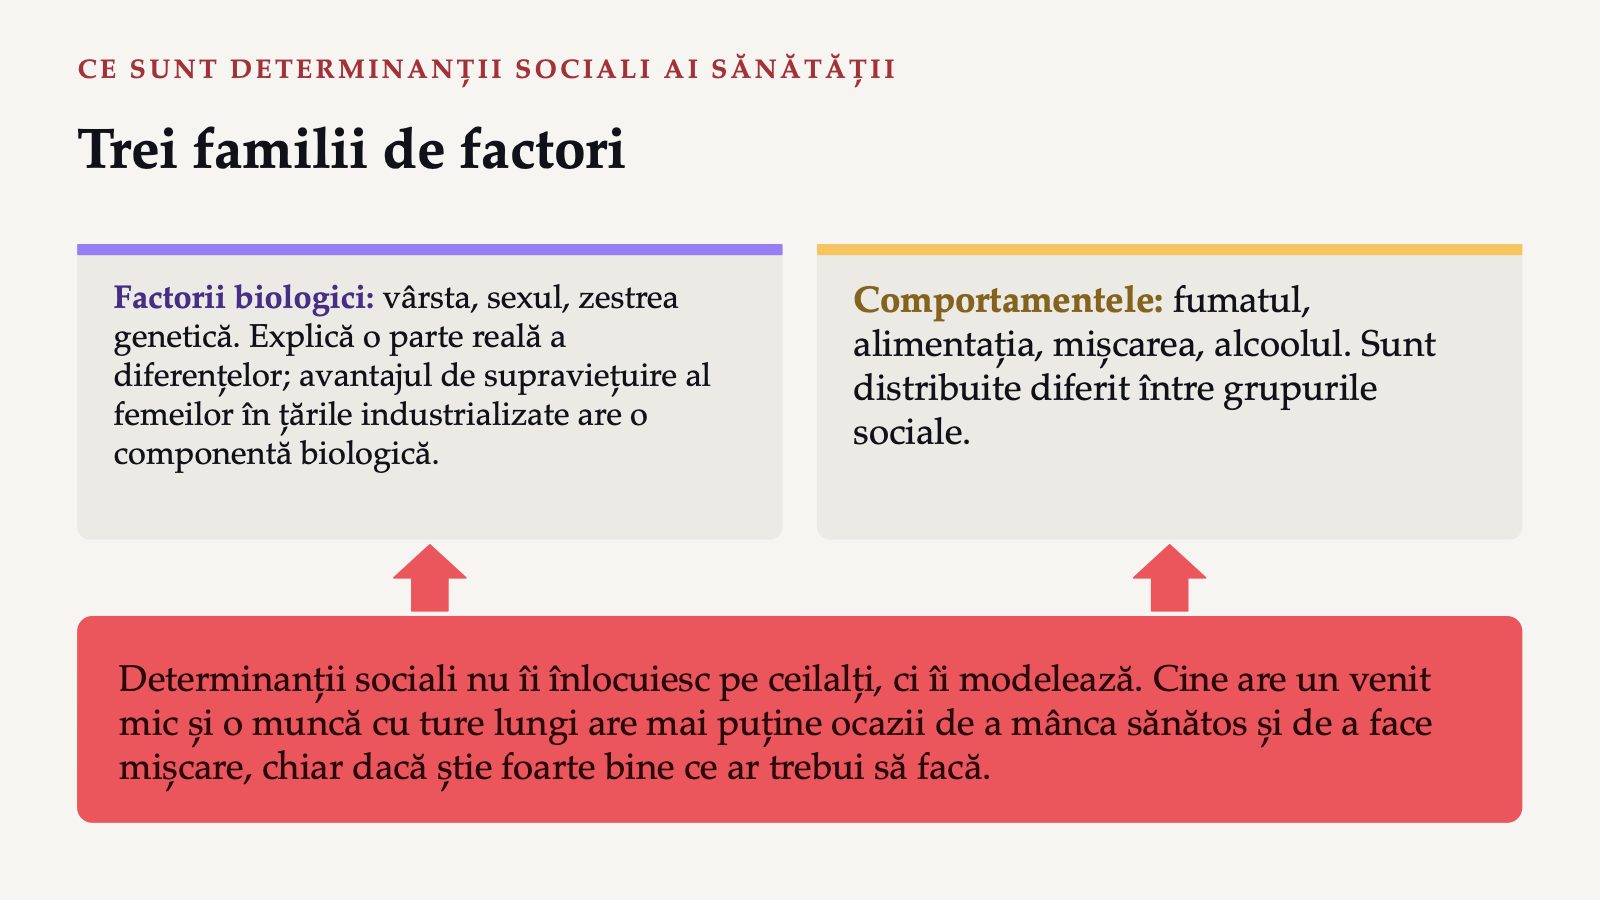 CE SUNT DETERMINANȚII SOCIALI AI SĂNĂTĂȚII
Trei familii de factori
Factorii biologici: vârsta, sexul, zestrea
genetică. Explică o parte reală a
diferențelor; avantajul de supraviețuire al
femeilor în țările industrializate are o
componentă biologică.
Comportamentele: fumatul,
alimentația, mișcarea, alcoolul. Sunt
distribuite diferit între grupurile
sociale.
Determinanții sociali nu îi înlocuiesc pe ceilalți, ci îi modelează. Cine are un venit
mic și o muncă cu ture lungi are mai puține ocazii de a mânca sănătos și de a face
mișcare, chiar dacă știe foarte bine ce ar trebui să facă.